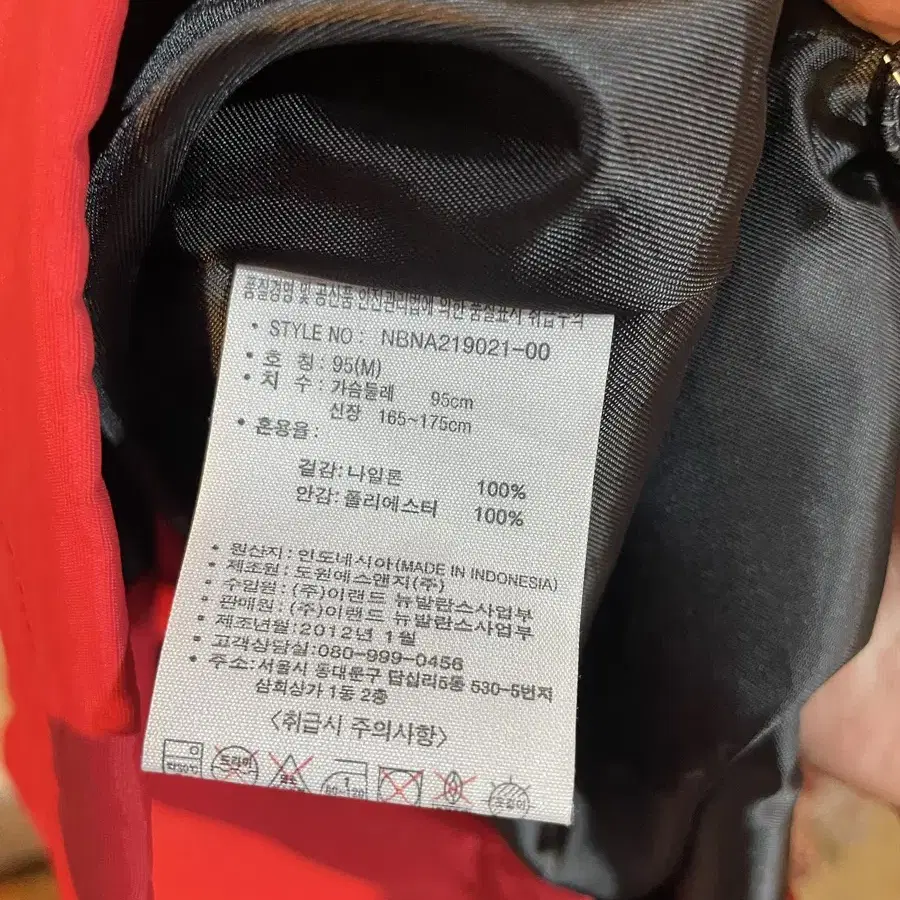 품질경영 및 공산품 안전관리법에 의한 품질표시 취급주의
• STYLE NO : NBNA219021-00
• 호 칭 : 95(M)
• 치 수 : 가슴둘레 95cm
신장 165~175cm
• 혼용율 :
겉감:나일론 100%
안감:폴리에스터 100%
• 원산지 : 인도네시아(MADE IN INDONESIA)
• 제조원: 도원에스앤지(주)
• 수입원: (주)이랜드 뉴발란스사업부
• 판매원: (주)이랜드 뉴발란스사업부
• 제조년월:2012년 1월
• 고객상담실:080-999-0456
• 주소: 서울시 동대문구 답십리5동 530-5번지
삼희상가 1동 2층
<취급시 주의사항>
약30℃ 드라이 80~120